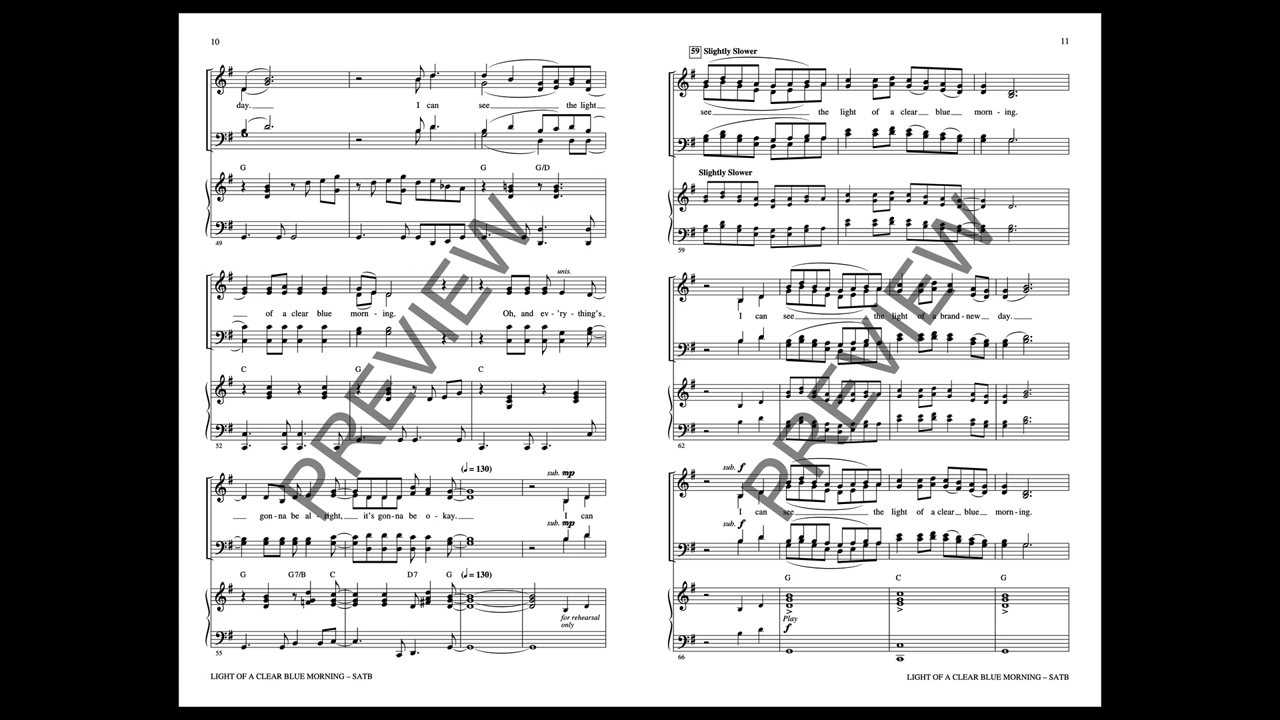 10
day. I can see the light
G G G/D
49
unis.
of a clear blue morn - ing. Oh, and ev - 'ry - thing's
C G C
52
(♩ = 130) sub. mp
gon - na be al - right, it's gon - na be o - kay. I can
sub. mp
G G7/B C D7 G (♩ = 130)
for rehearsal
only
55
LIGHT OF A CLEAR BLUE MORNING – SATB
11
59 Slightly Slower
see the light of a clear blue morn - ing.
Slightly Slower
59
I can see the light of a brand - new day.
62
sub. f
I can see the light of a clear blue morn - ing.
sub. f
G C G
Play
f
66
LIGHT OF A CLEAR BLUE MORNING – SATB
PREVIEW
PREVIEW